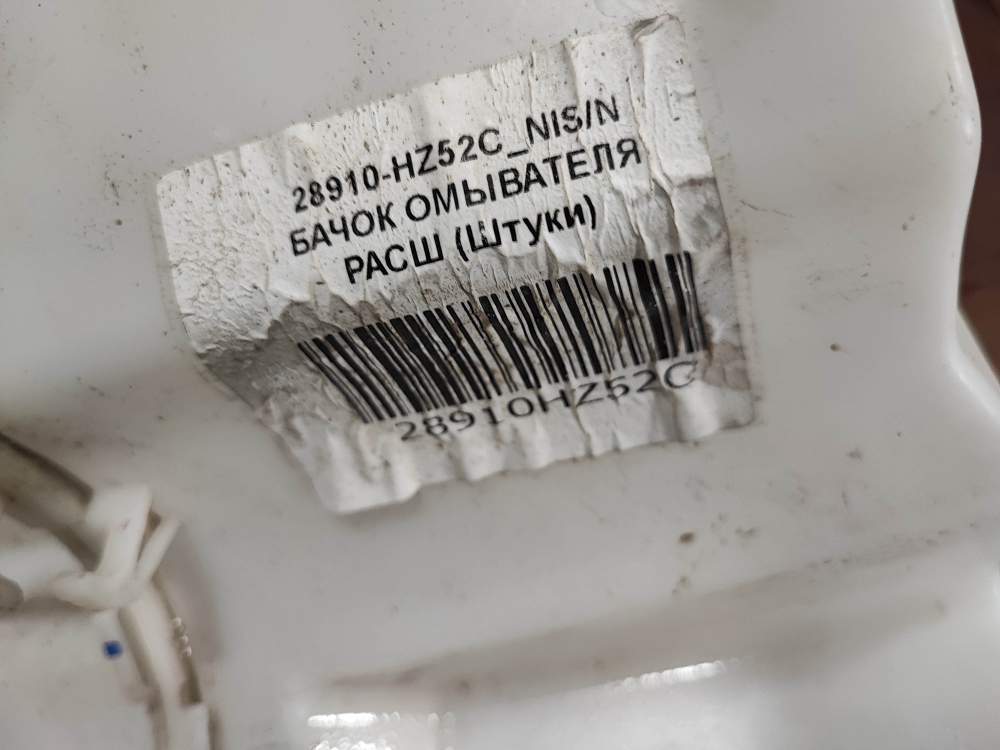 28910-HZ52C_NIS/N
БАЧОК ОМЫВАТЕЛЯ
РАСШ (Штуки)
28910HZ52C